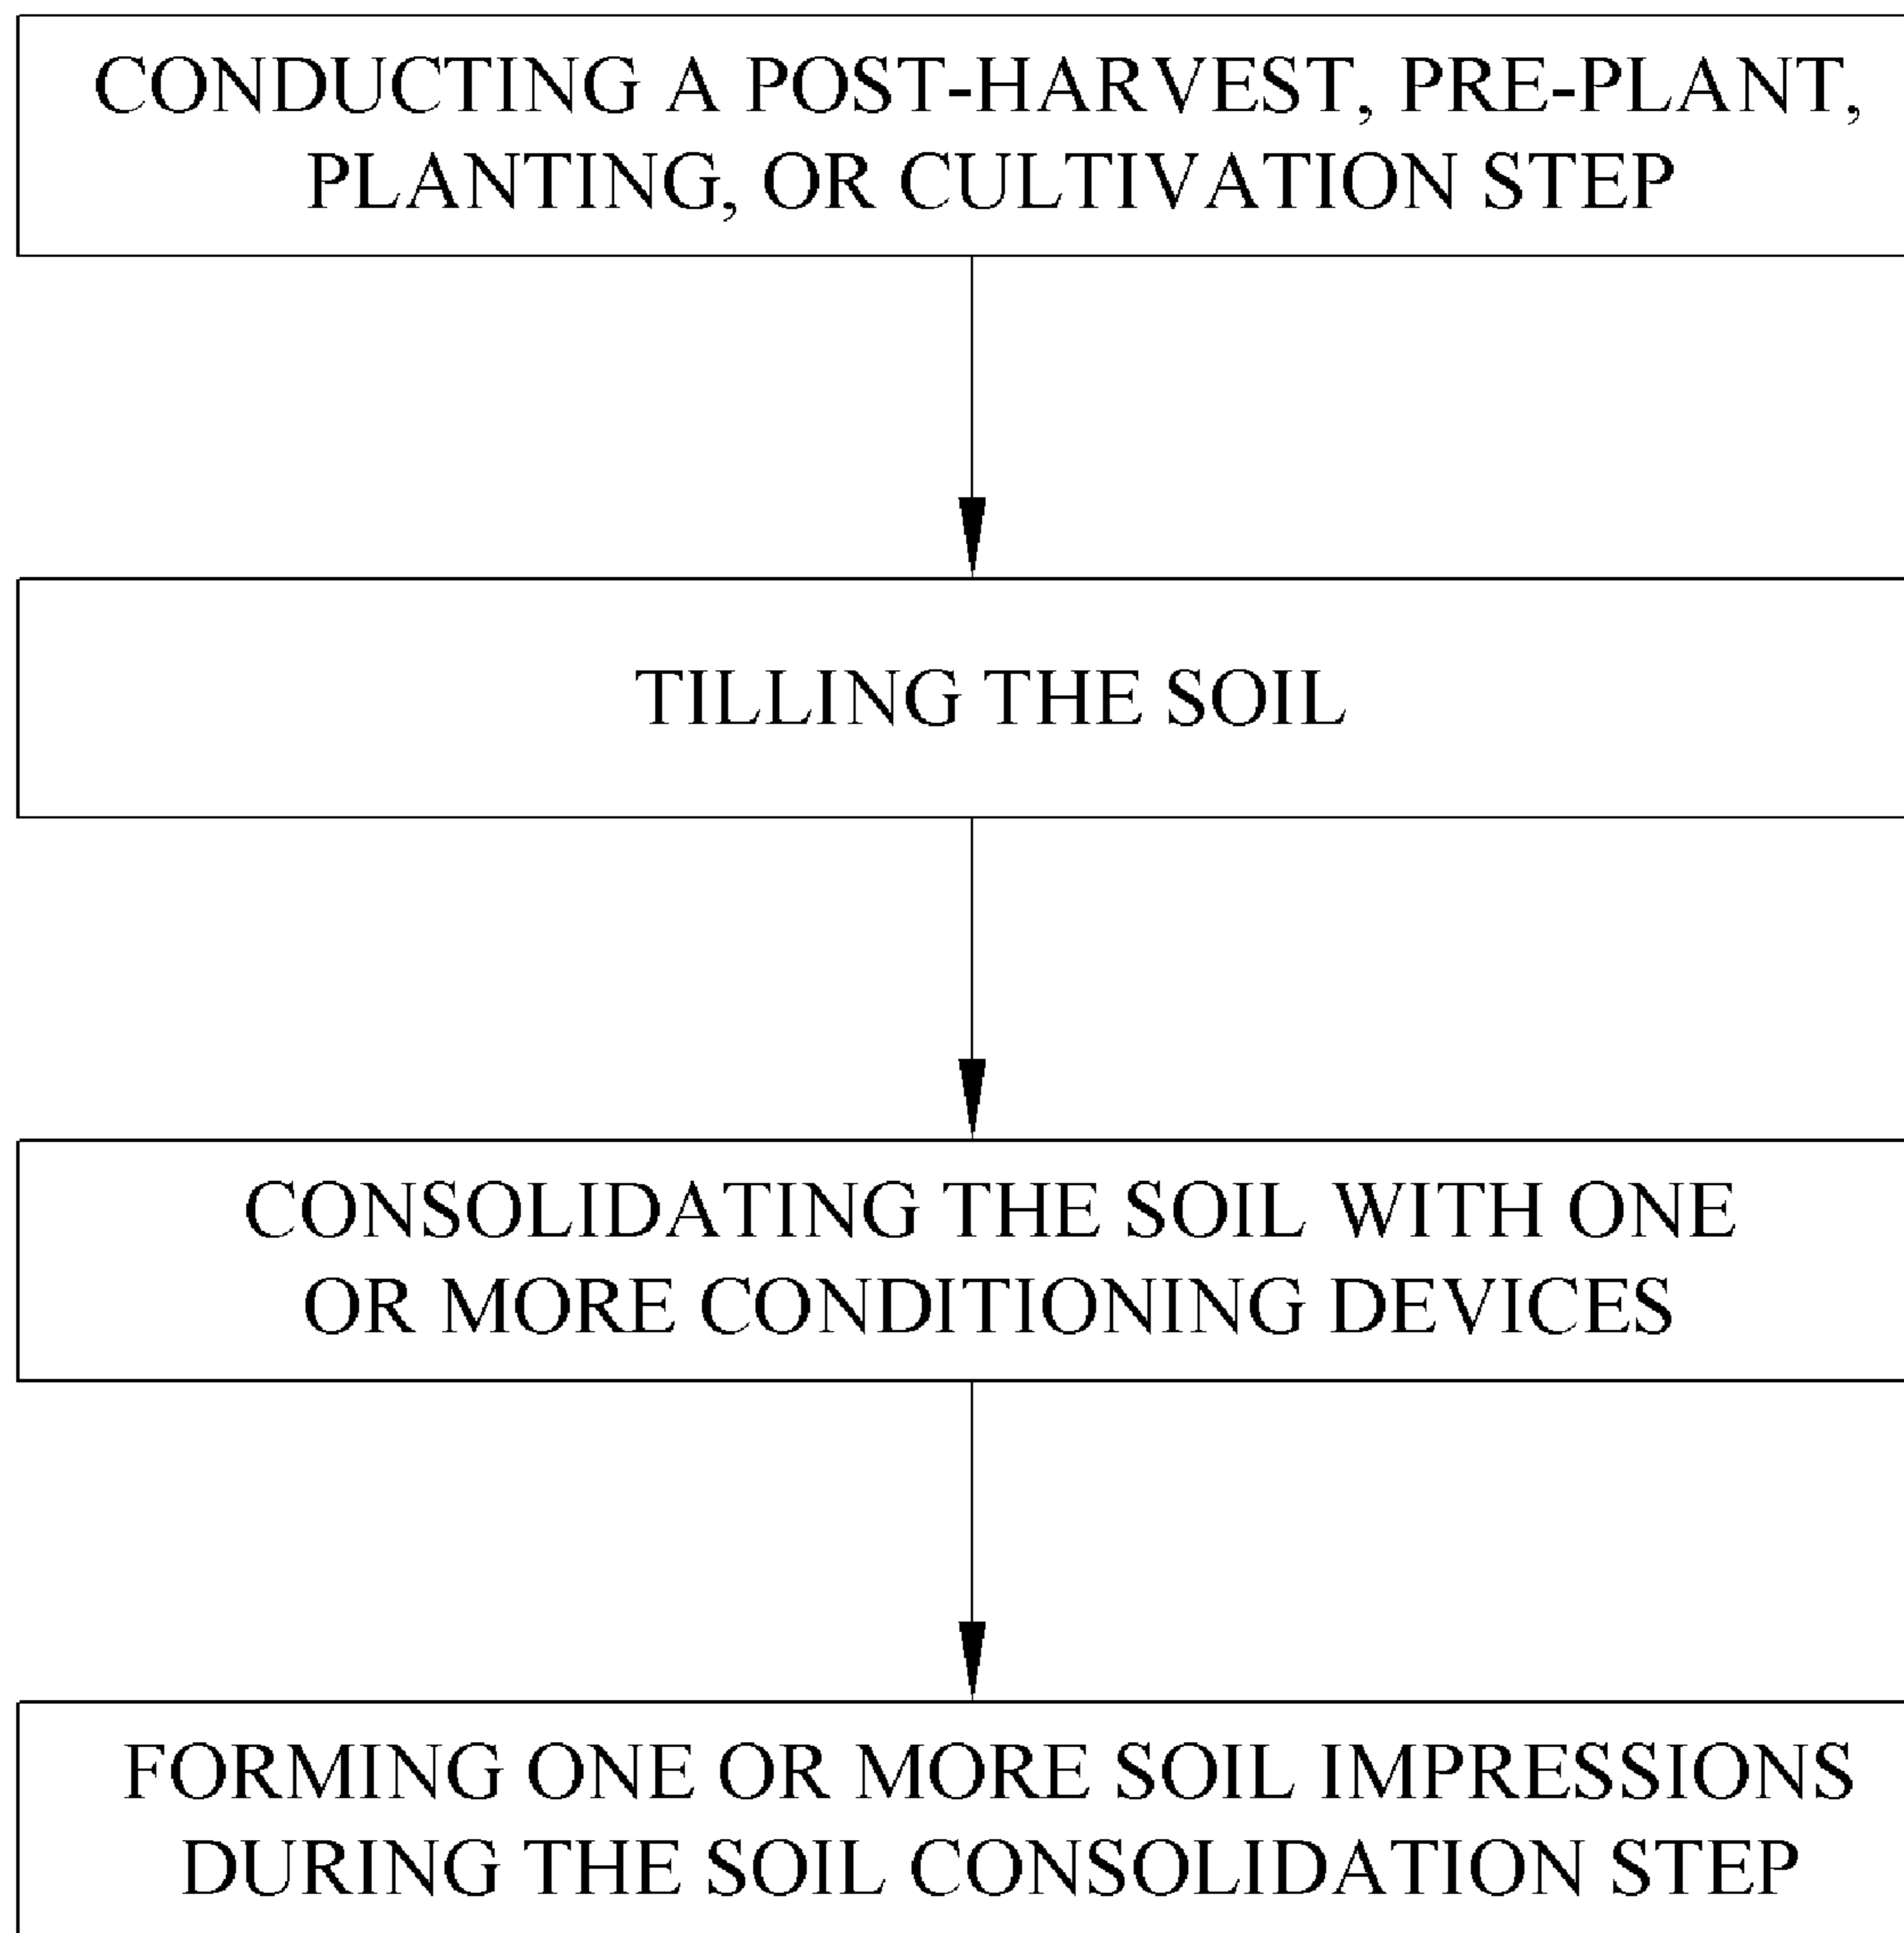 CONDUCTING A POST-HARVEST, PRE-PLANT,
PLANTING, OR CULTIVATION STEP
TILLING THE SOIL
CONSOLIDATING THE SOIL WITH ONE
OR MORE CONDITIONING DEVICES
FORMING ONE OR MORE SOIL IMPRESSIONS
DURING THE SOIL CONSOLIDATION STEP